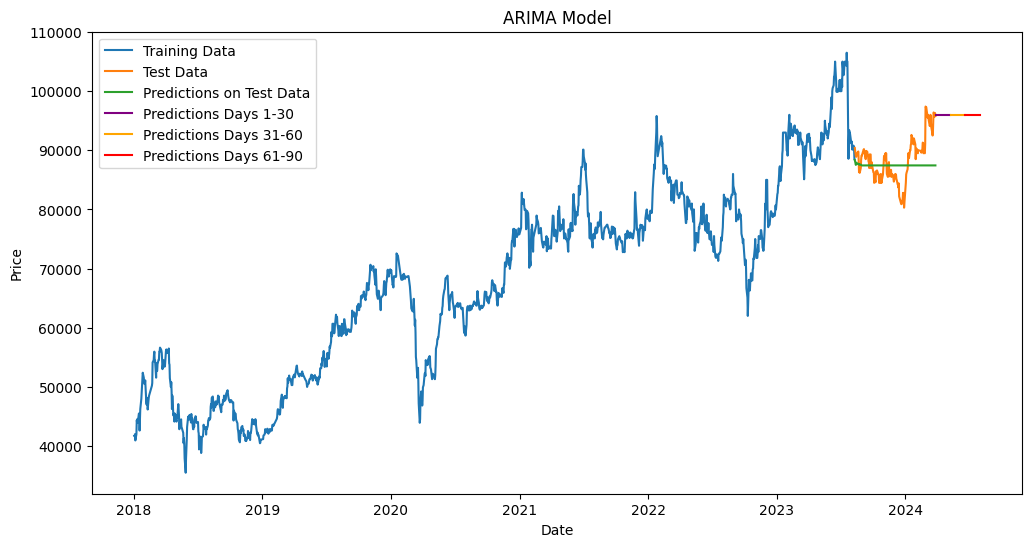 ARIMA Model
Training Data
Test Data
Predictions on Test Data
Predictions Days 1-30
Predictions Days 31-60
Predictions Days 61-90
110000
100000
90000
80000
70000
60000
50000
40000
Price
2018 2019 2020 2021 2022 2023 2024
Date